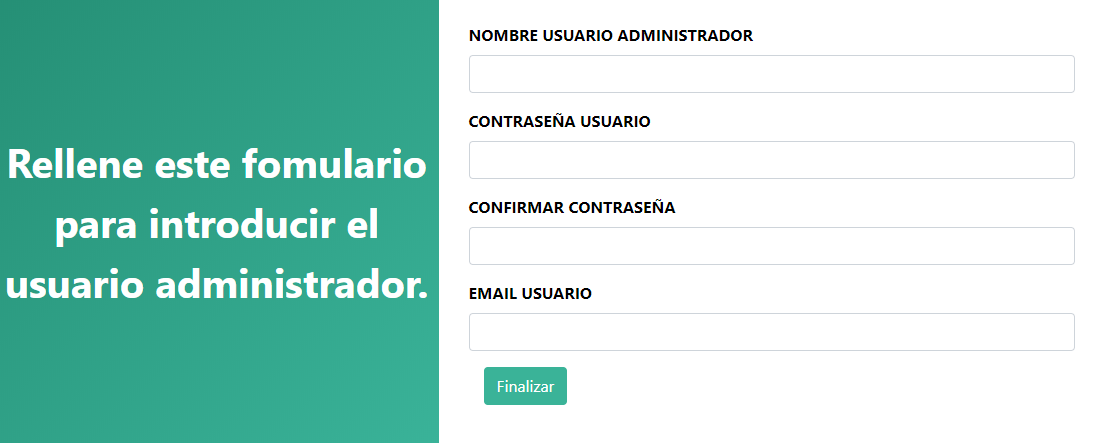 Rellene este fomulario
para introducir el
usuario administrador.
NOMBRE USUARIO ADMINISTRADOR
CONTRASEÑA USUARIO
CONFIRMAR CONTRASEÑA
EMAIL USUARIO
Finalizar